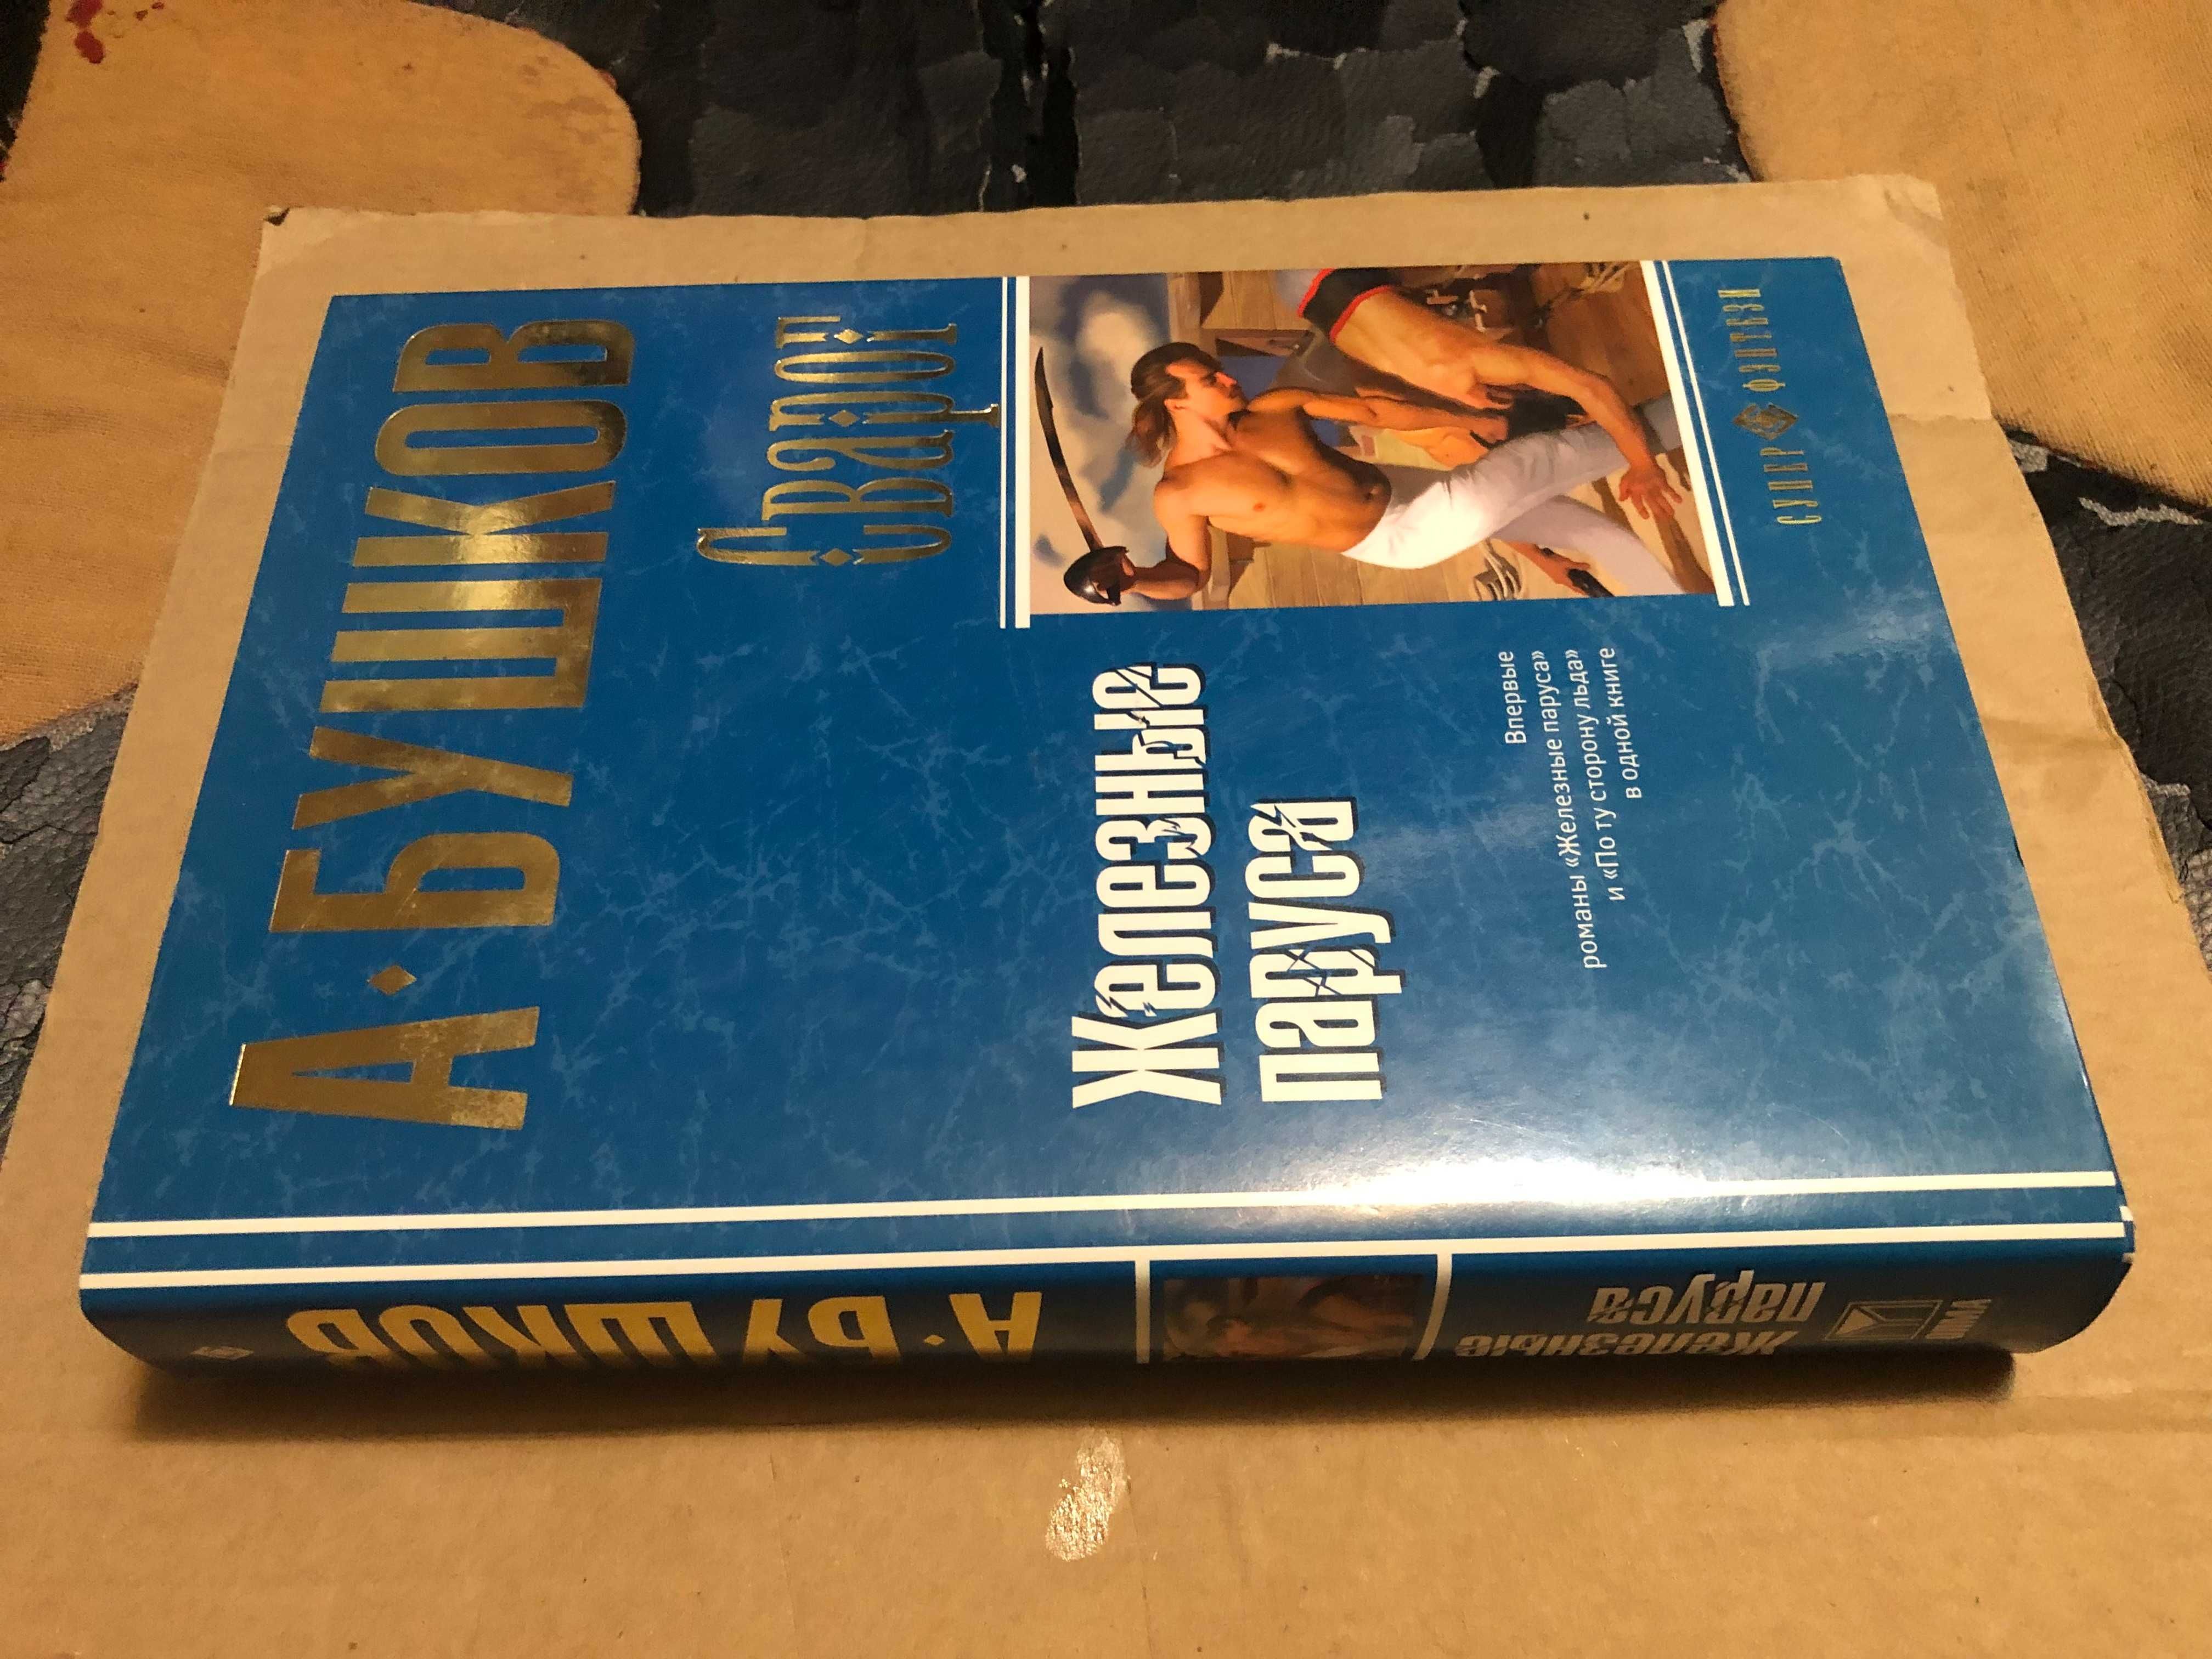 А·БУШКОВ
Сварог
Железные
паруса
Впервые
романы «Железные паруса»
и «По ту сторону льда»
в одной книге
СУПЕР ФЭНТЕЗИ
А·БУШКОВ
Железные
паруса